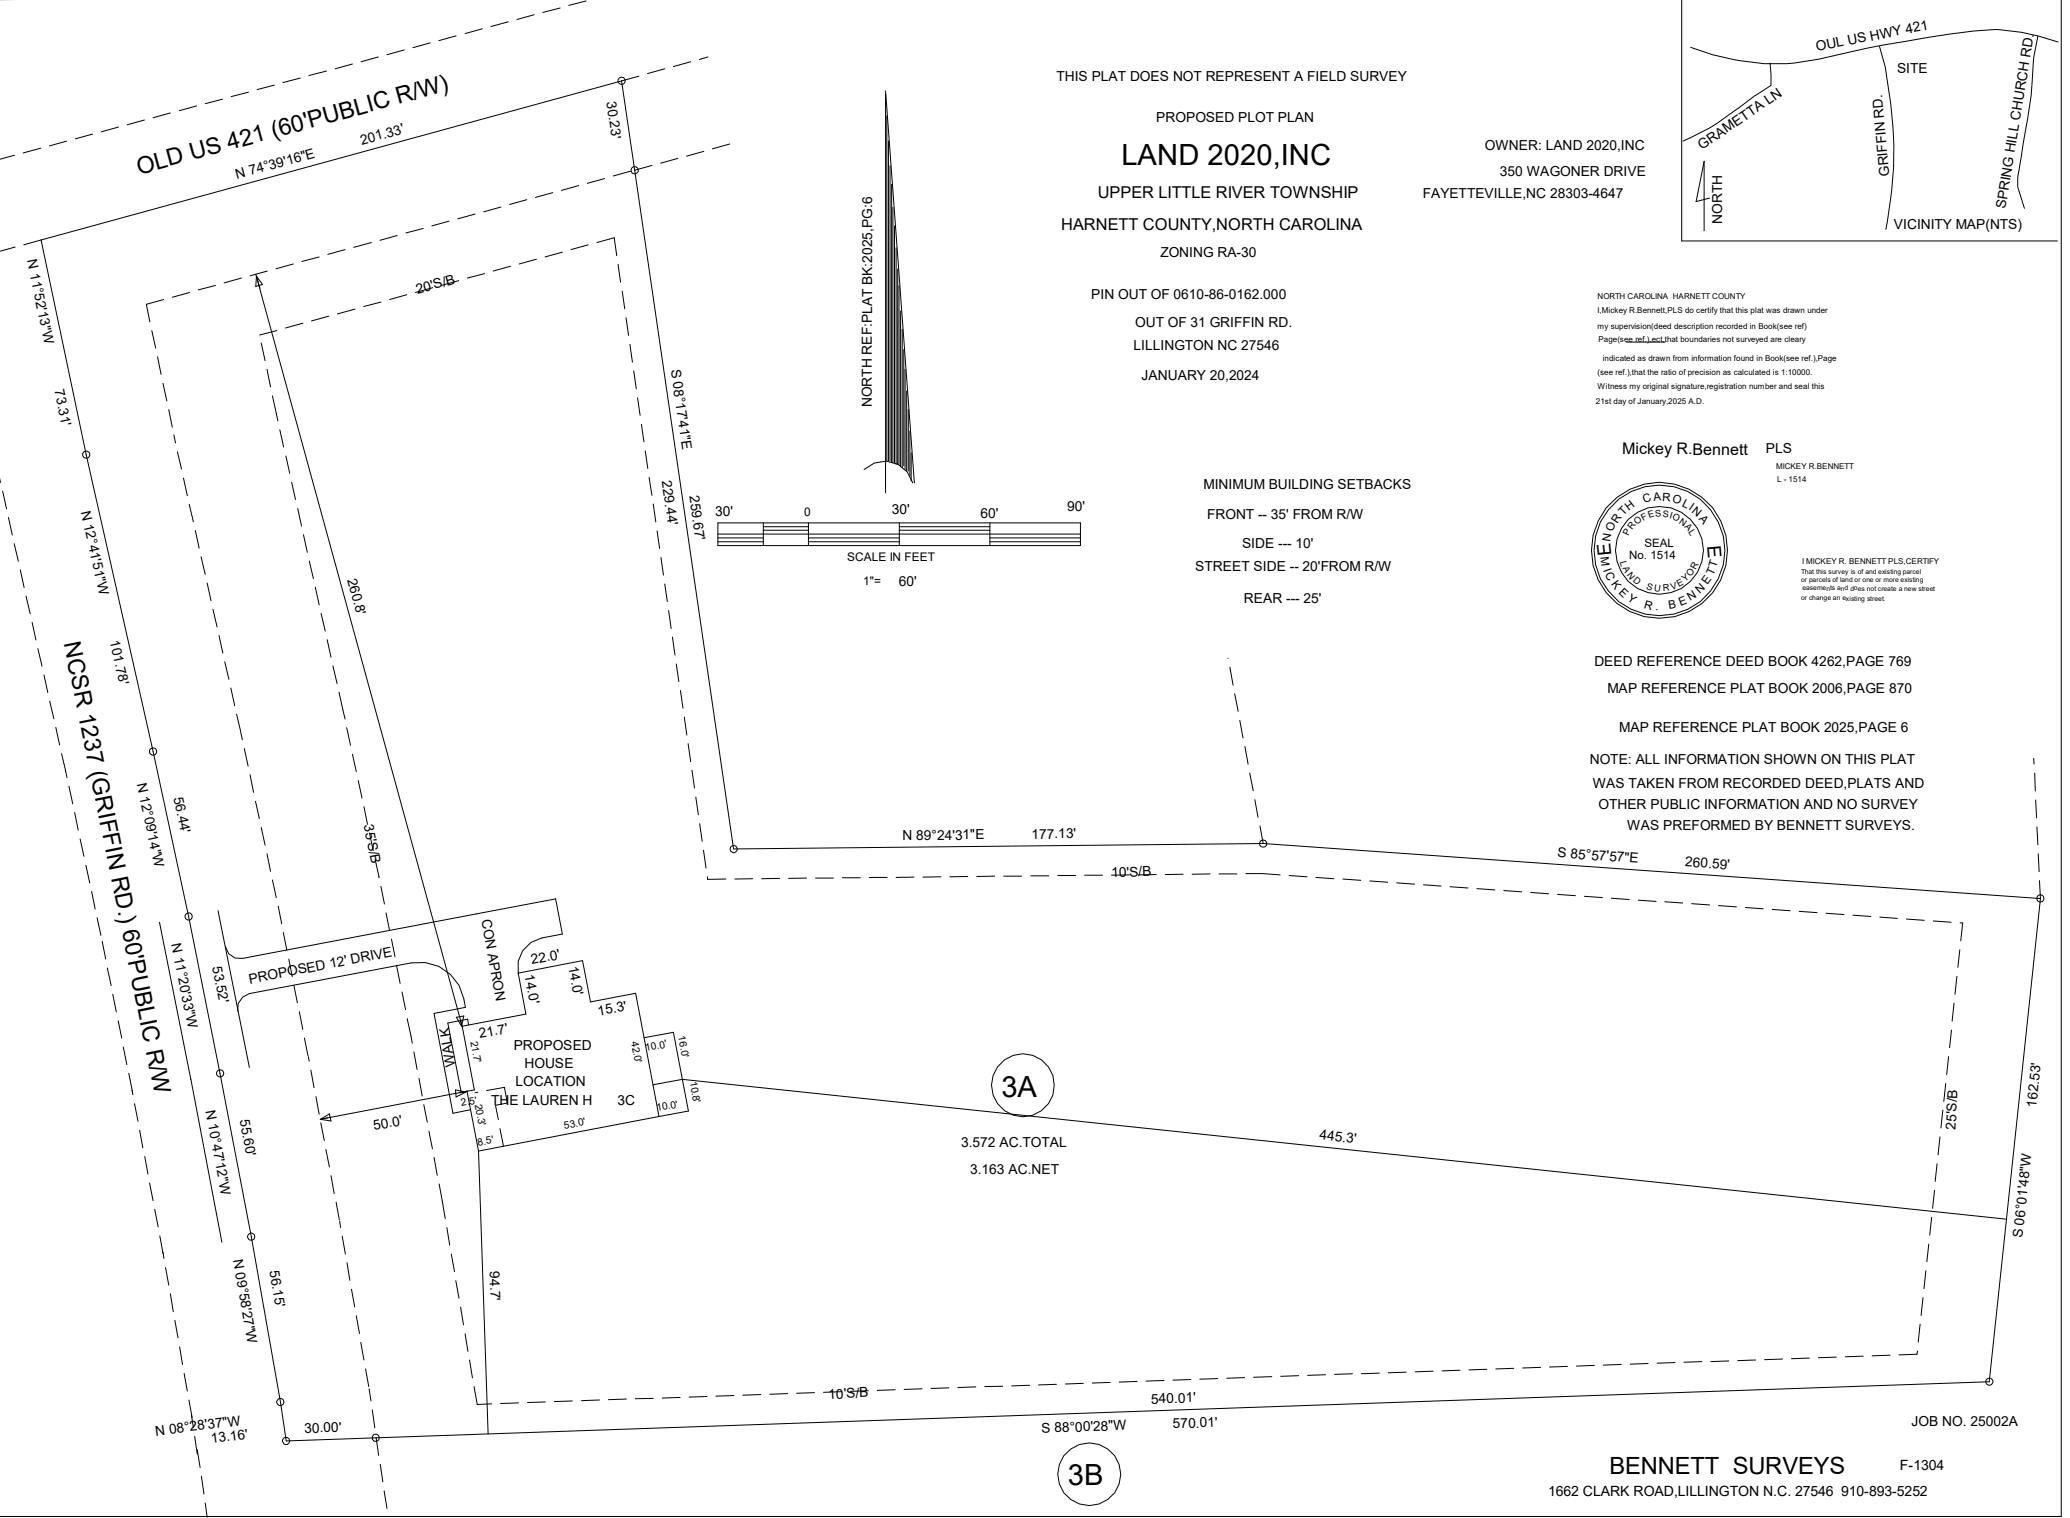 OLD US 421 (60'PUBLIC R/W)
N 74°39'16"E 201.33'
30.23'
THIS PLAT DOES NOT REPRESENT A FIELD SURVEY
PROPOSED PLOT PLAN
LAND 2020,INC
UPPER LITTLE RIVER TOWNSHIP
HARNETT COUNTY,NORTH CAROLINA
ZONING RA-30
PIN OUT OF 0610-86-0162.000
OUT OF 31 GRIFFIN RD.
LILLINGTON NC 27546
JANUARY 20,2024
OWNER: LAND 2020,INC
350 WAGONER DRIVE
FAYETTEVILLE,NC 28303-4647
OUL US HWY 421
SITE
GRAMETTA LN
GRIFFIN RD.
SPRING HILL CHURCH RD.
NORTH
VICINITY MAP(NTS)
NORTH REF:PLAT BK:2025,PG:6
30' 0 30' 60' 90'
SCALE IN FEET
1"= 60'
MINIMUM BUILDING SETBACKS
FRONT -- 35' FROM R/W
SIDE --- 10'
STREET SIDE -- 20'FROM R/W
REAR --- 25'
NORTH CAROLINA HARNETT COUNTY
I,Mickey R.Bennett,PLS do certify that this plat was drawn under
my supervision(deed description recorded in Book(see ref)
Page(see ref.),ect,that boundaries not surveyed are cleary
indicated as drawn from information found in Book(see ref.),Page
(see ref.),that the ratio of precision as calculated is 1:10000.
Witness my original signature,registration number and seal this
21st day of January,2025 A.D.
Mickey R.Bennett PLS
MICKEY R.BENNETT
L - 1514
NORTH CAROLINA
PROFESSIONAL
SEAL
No. 1514
LAND SURVEYOR
MICKEY R. BENNETT
I MICKEY R. BENNETT PLS,CERTIFY
That this survey is of and existing parcel
or parcels of land or one or more existing
easements and does not create a new street
or change an existing street.
DEED REFERENCE DEED BOOK 4262,PAGE 769
MAP REFERENCE PLAT BOOK 2006,PAGE 870
MAP REFERENCE PLAT BOOK 2025,PAGE 6
NOTE: ALL INFORMATION SHOWN ON THIS PLAT
WAS TAKEN FROM RECORDED DEED,PLATS AND
OTHER PUBLIC INFORMATION AND NO SURVEY
WAS PREFORMED BY BENNETT SURVEYS.
N 11°52'13"W 73.31'
N 12°41'51"W 101.78'
N 12°09'14"W 56.44'
N 11°20'33"W 53.52'
N 10°47'12"W 55.60'
N 09°58'27"W 56.15'
N 08°28'37"W
13.16'
NCSR 1237 (GRIFFIN RD.) 60'PUBLIC R/W
20'S/B
35'S/B
260.8'
S 08°17'41"E
229.44'
259.67'
N 89°24'31"E 177.13'
S 85°57'57"E 260.59'
10'S/B
PROPOSED 12' DRIVE
CON APRON
22.0'
14.0'
14.0'
15.3'
21.7'
21.7'
WALK
PROPOSED
HOUSE
LOCATION
THE LAUREN H 3C
42.0'
10.0'
16.0'
10.8'
10.0'
2.5'
20.3'
8.5'
53.0'
50.0'
94.7'
3A
3.572 AC.TOTAL
3.163 AC.NET
445.3'
25'S/B
162.53'
S 06°01'48"W
10'S/B
540.01'
30.00'
S 88°00'28"W 570.01'
3B
JOB NO. 25002A
BENNETT SURVEYS F-1304
1662 CLARK ROAD,LILLINGTON N.C. 27546 910-893-5252